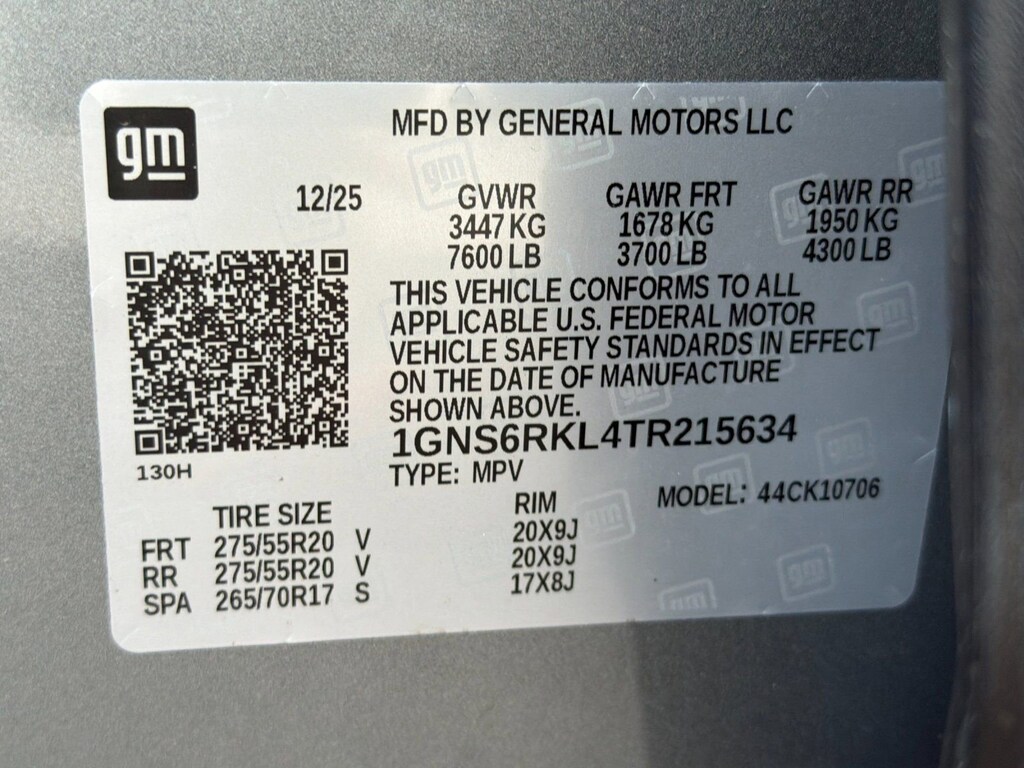 gm
MFD BY GENERAL MOTORS LLC
12/25 GVWR GAWR FRT GAWR RR
3447 KG 1678 KG 1950 KG
7600 LB 3700 LB 4300 LB
THIS VEHICLE CONFORMS TO ALL
APPLICABLE U.S. FEDERAL MOTOR
VEHICLE SAFETY STANDARDS IN EFFECT
ON THE DATE OF MANUFACTURE
SHOWN ABOVE.
1GNS6RKL4TR215634
130H
TYPE: MPV
MODEL: 44CK10706
TIRE SIZE RIM
FRT 275/55R20 V 20X9J
RR 275/55R20 V 20X9J
SPA 265/70R17 S 17X8J